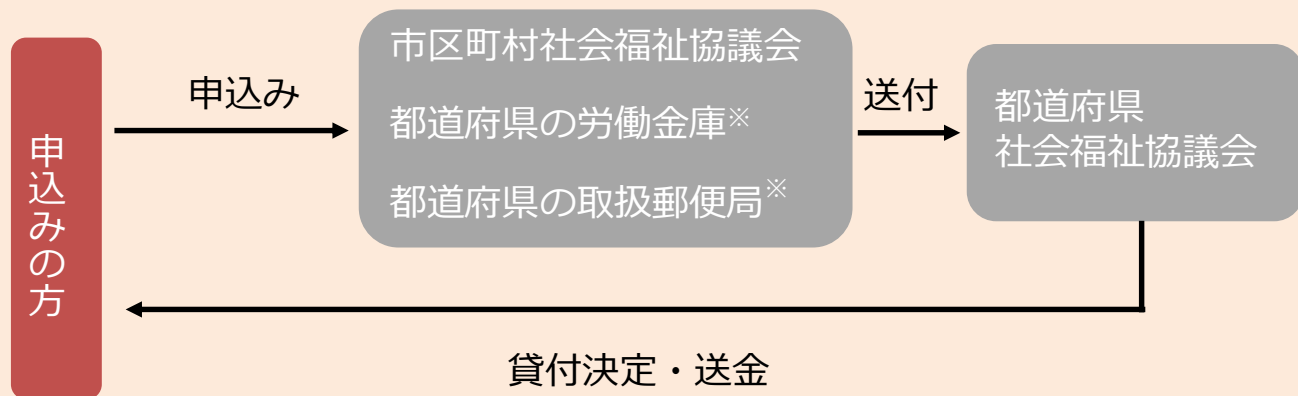 申込みの方
申込み
市区町村社会福祉協議会
都道府県の労働金庫※
都道府県の取扱郵便局※
送付
都道府県
社会福祉協議会
貸付決定・送金